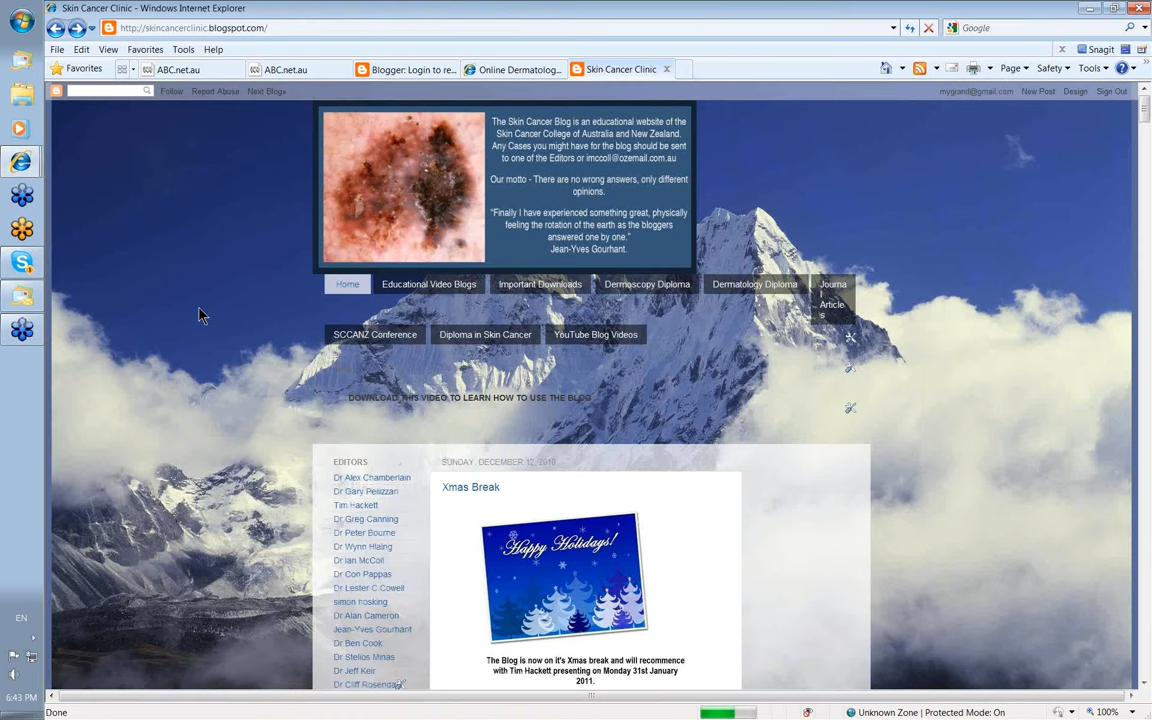 Skin Cancer Clinic - Windows Internet Explorer
http://skincancerclinic.blogspot.com/
Google
File Edit View Favorites Tools Help
Snagit
Favorites
ABC.net.au
ABC.net.au
Blogger: Login to re...
Online Dermatolog...
Skin Cancer Clinic
Page
Safety
Tools
Follow Report Abuse Next Blog»
mygrand@gmail.com New Post Design Sign Out
The Skin Cancer Blog is an educational website of the
Skin Cancer College of Australia and New Zealand.
Any Cases you might have for the blog should be sent
to one of the Editors or imccoll@ozemail.com.au
Our motto - There are no wrong answers, only different
opinions.
"Finally I have experienced something great, physically
feeling the rotation of the earth as the bloggers
answered one by one."
Jean-Yves Gourhant.
Home Educational Video Blogs Important Downloads Dermoscopy Diploma Dermatology Diploma Journa
l
Article
s
SCCANZ Conference Diploma in Skin Cancer YouTube Blog Videos
DOWNLOAD THIS VIDEO TO LEARN HOW TO USE THE BLOG
EDITORS
Dr Alex Chamberlain
Dr Gary Pellizzari
Tim Hackett
Dr Greg Canning
Dr Peter Bourne
Dr Wynn Hlaing
Dr Ian McColl
Dr Con Pappas
Dr Lester C Cowell
simon hosking
Dr Alan Cameron
Jean-Yves Gourhant
Dr Ben Cook
Dr Stelios Minas
Dr Jeff Keir
Dr Cliff Rosendahl
SUNDAY, DECEMBER 12, 2010
Xmas Break
Happy Holidays!
The Blog is now on it's Xmas break and will recommence
with Tim Hackett presenting on Monday 31st January
2011.
EN
6:43 PM
Done
Unknown Zone | Protected Mode: On
100%